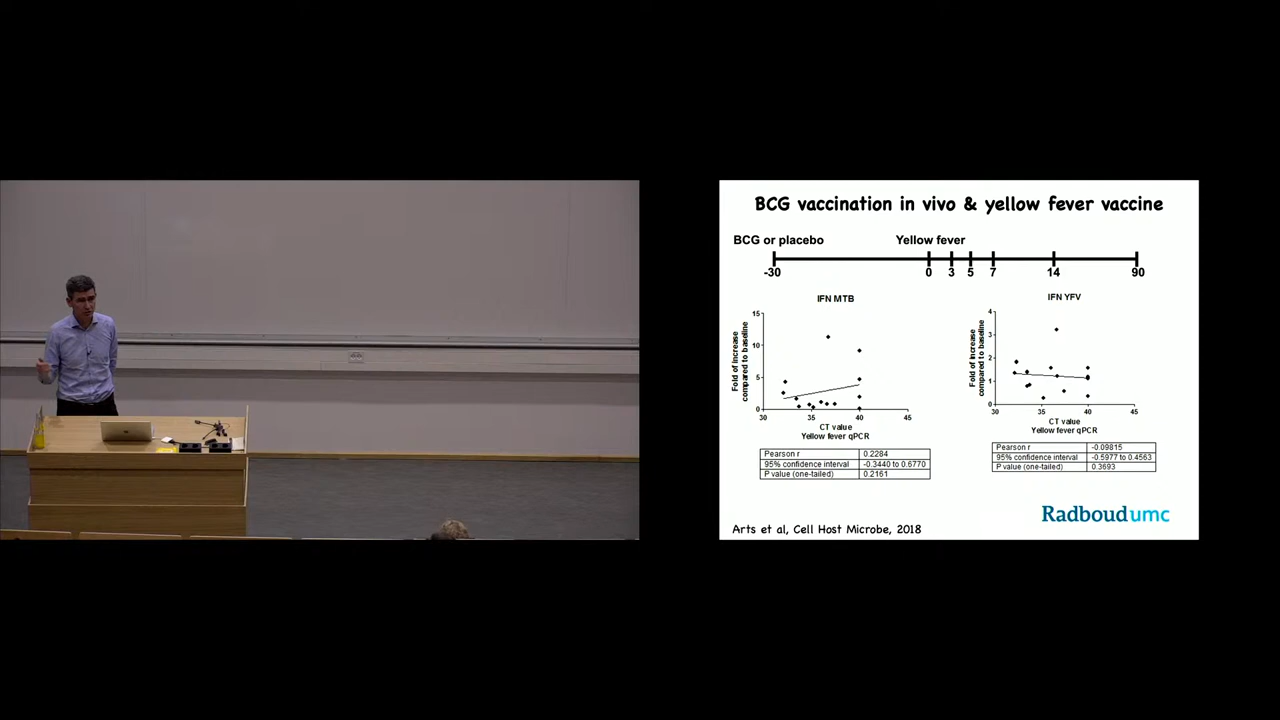 BCG vaccination in vivo & yellow fever vaccine
BCG or placebo
Yellow fever
-30
0
3
5
7
14
90
IFN MTB
Fold of increase
compared to baseline
15
10
5
0
30
35
40
45
CT value
Yellow fever qPCR
Pearson r 0.2284
95% confidence interval -0.3440 to 0.6770
P value (one-tailed) 0.2161
IFN YFV
Fold of increase
compared to baseline
4
3
2
1
0
30
35
40
45
CT value
Yellow fever qPCR
Pearson r -0.09815
95% confidence interval -0.5977 to 0.4563
P value (one-tailed) 0.3693
Arts et al, Cell Host Microbe, 2018
Radboudumc